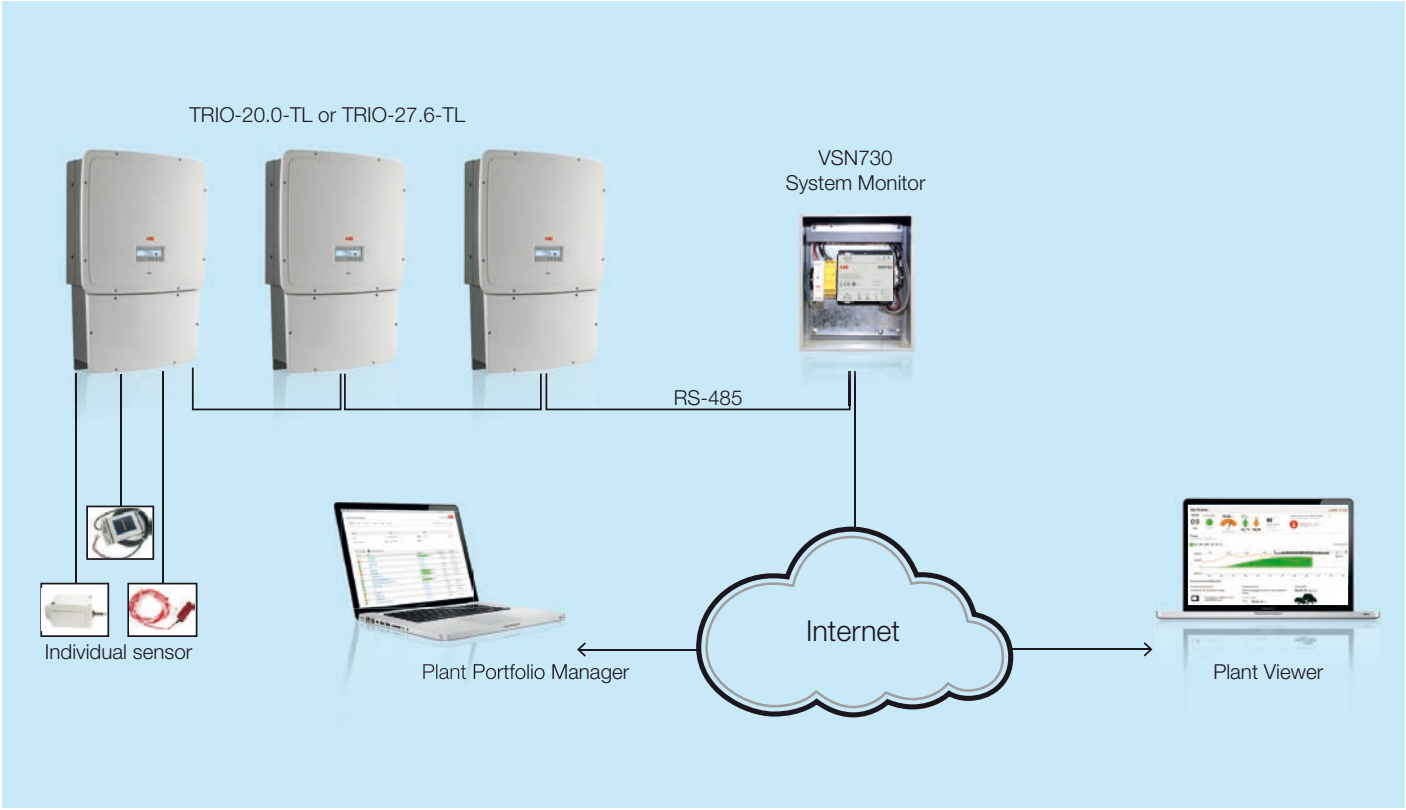 TRIO-20.0-TL or TRIO-27.6-TL
VSN730
System Monitor
RS-485
Individual sensor
Plant Portfolio Manager
Internet
Plant Viewer